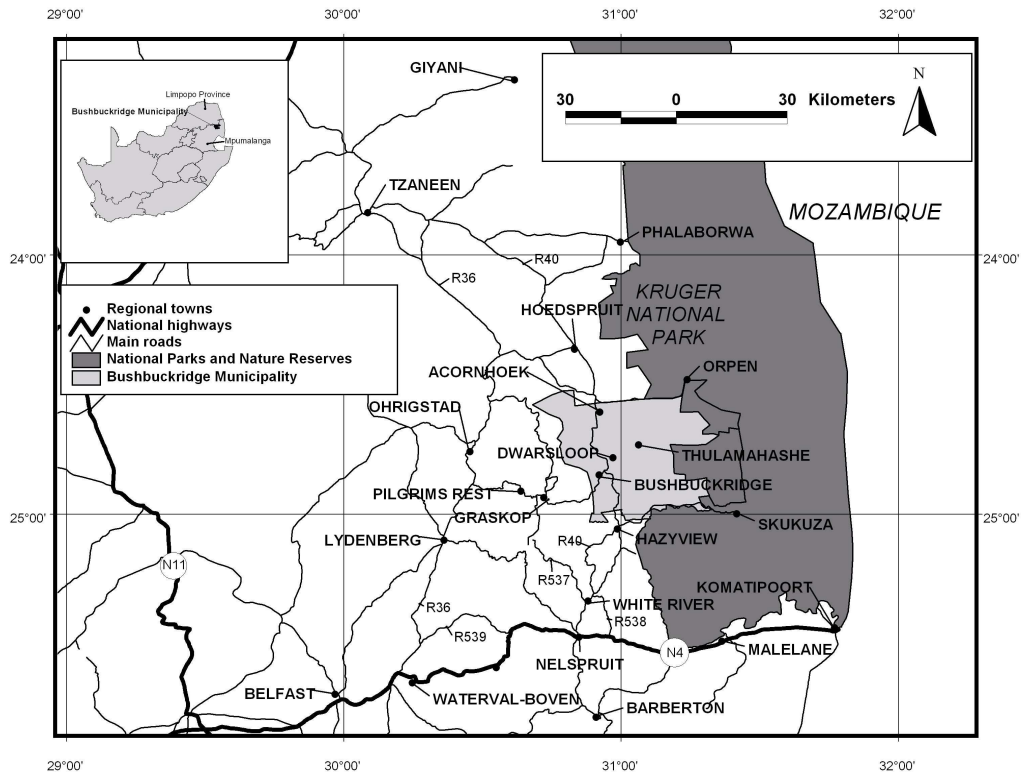 29°00'
30°00'
31°00'
32°00'
Limpopo Province
Bushbuckridge Municipality
Mpumalanga
GIYANI
30 0 30 Kilometers
N
TZANEEN
MOZAMBIQUE
PHALABORWA
24°00'
24°00'
R40
R36
KRUGER
NATIONAL
PARK
HOEDSPRUIT
Regional towns
National highways
Main roads
National Parks and Nature Reserves
Bushbuckridge Municipality
ORPEN
ACORNHOEK
OHRIGSTAD
DWARSLOOP
THULAMAHASHE
BUSHBUCKRIDGE
PILGRIMS REST
GRASKOP
25°00'
25°00'
SKUKUZA
LYDENBERG
R40
HAZYVIEW
N11
R537
KOMATIPOORT
WHITE RIVER
R36
R538
R539
N4
MALELANE
NELSPRUIT
BELFAST
WATERVAL-BOVEN
BARBERTON
29°00'
30°00'
31°00'
32°00'